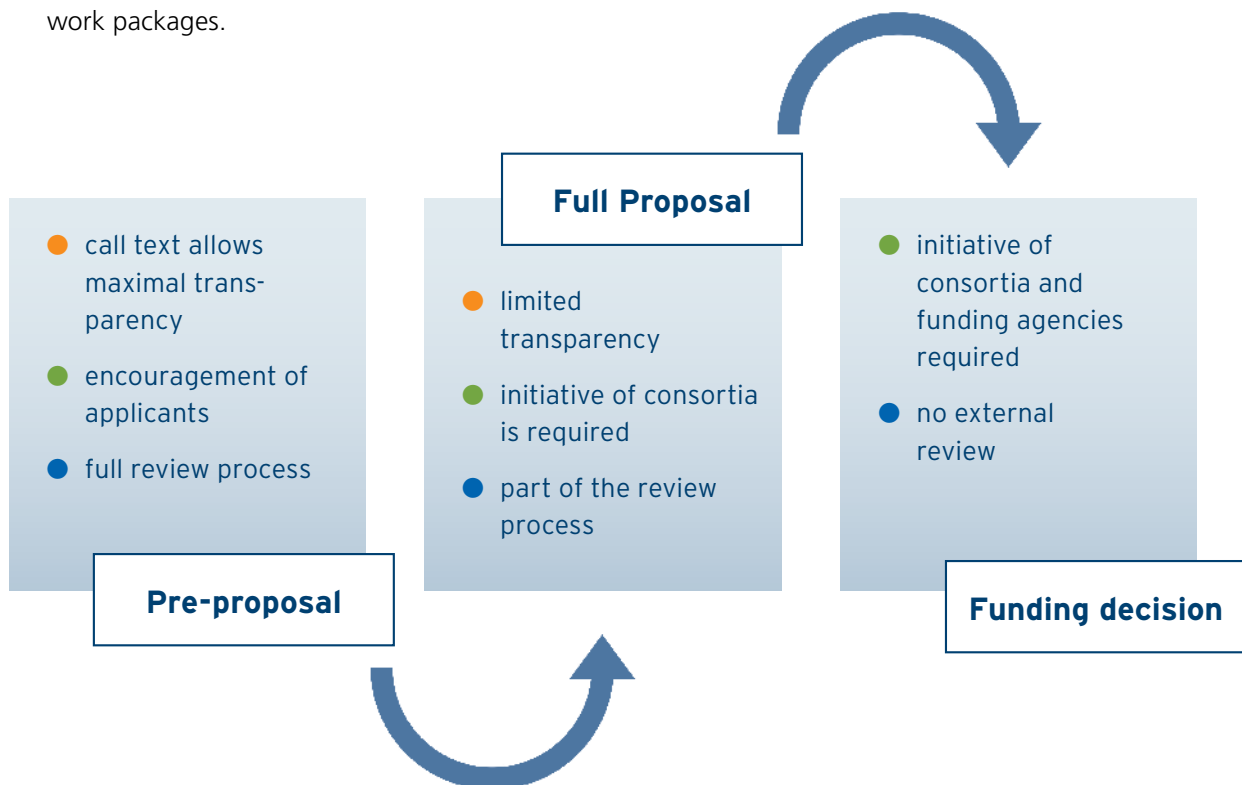 work packages.
call text allows
maximal trans-
parency
encouragement of
applicants
full review process
Pre-proposal
Full Proposal
limited
transparency
initiative of consortia
is required
part of the review
process
initiative of
consortia and
funding agencies
required
no external
review
Funding decision